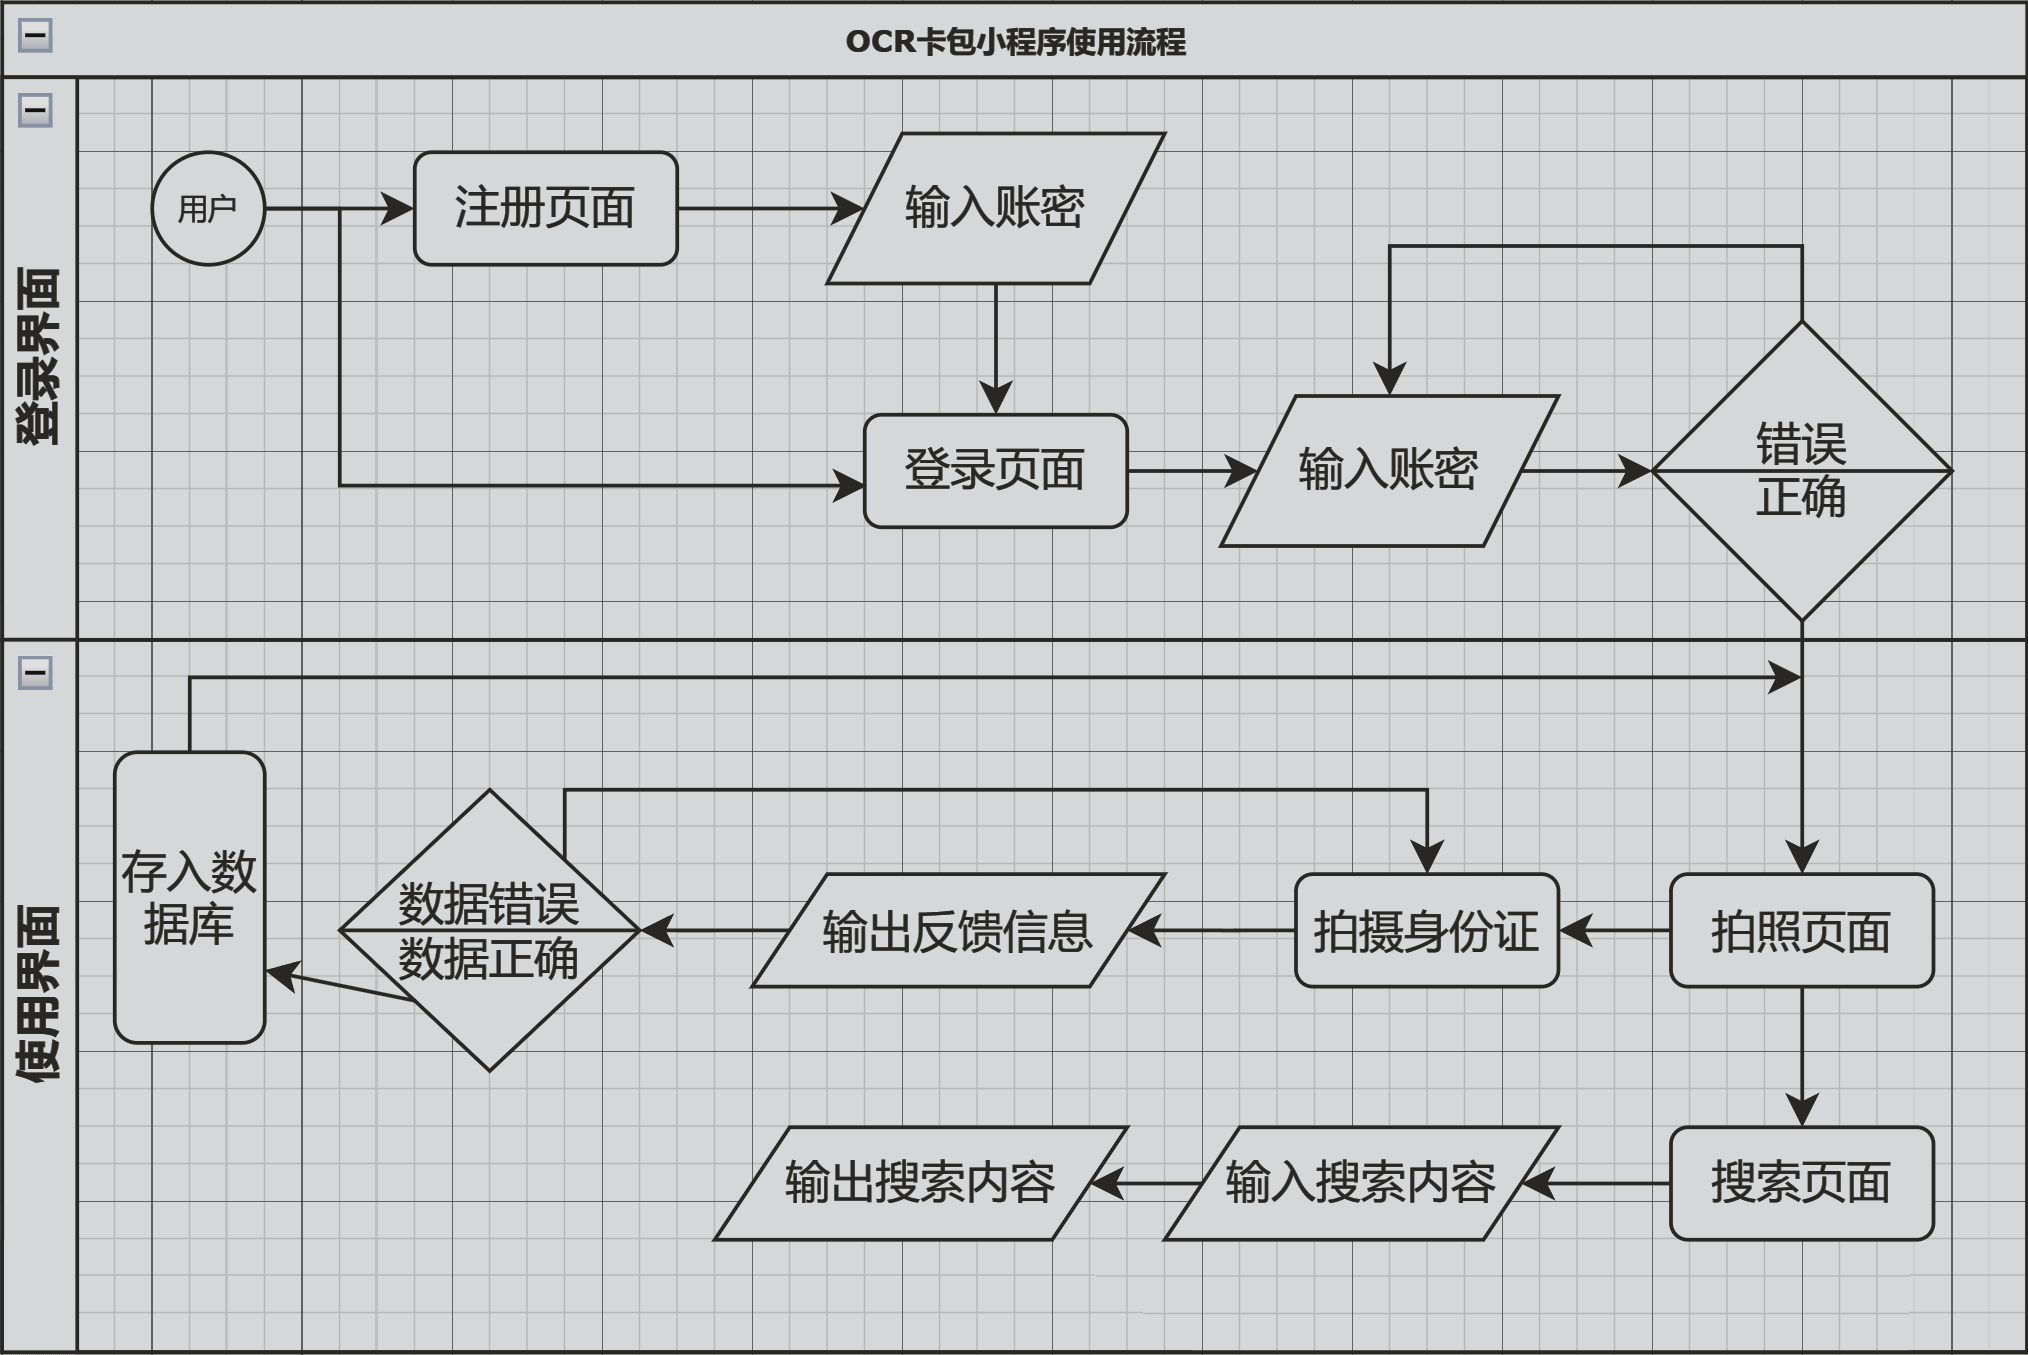 OCR卡包小程序使用流程
登录界面
用户
注册页面
输入账密
登录页面
输入账密
错误
正确
使用界面
存入数
据库
数据错误
数据正确
输出反馈信息
拍摄身份证
拍照页面
输出搜索内容
输入搜索内容
搜索页面